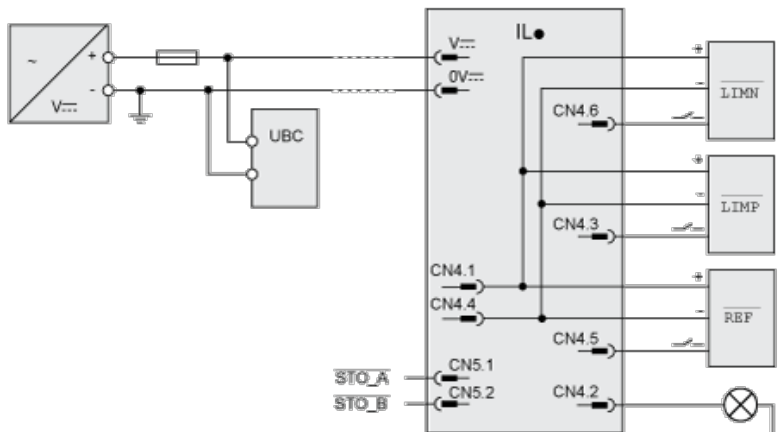 ~
+
-
V⎓
UBC
IL●
V⎓
0V⎓
CN4.6
CN4.3
CN4.1
CN4.4
CN4.5
CN5.1
CN5.2
CN4.2
STO_A
STO_B
+
-
LIMN
+
-
LIMP
+
-
REF